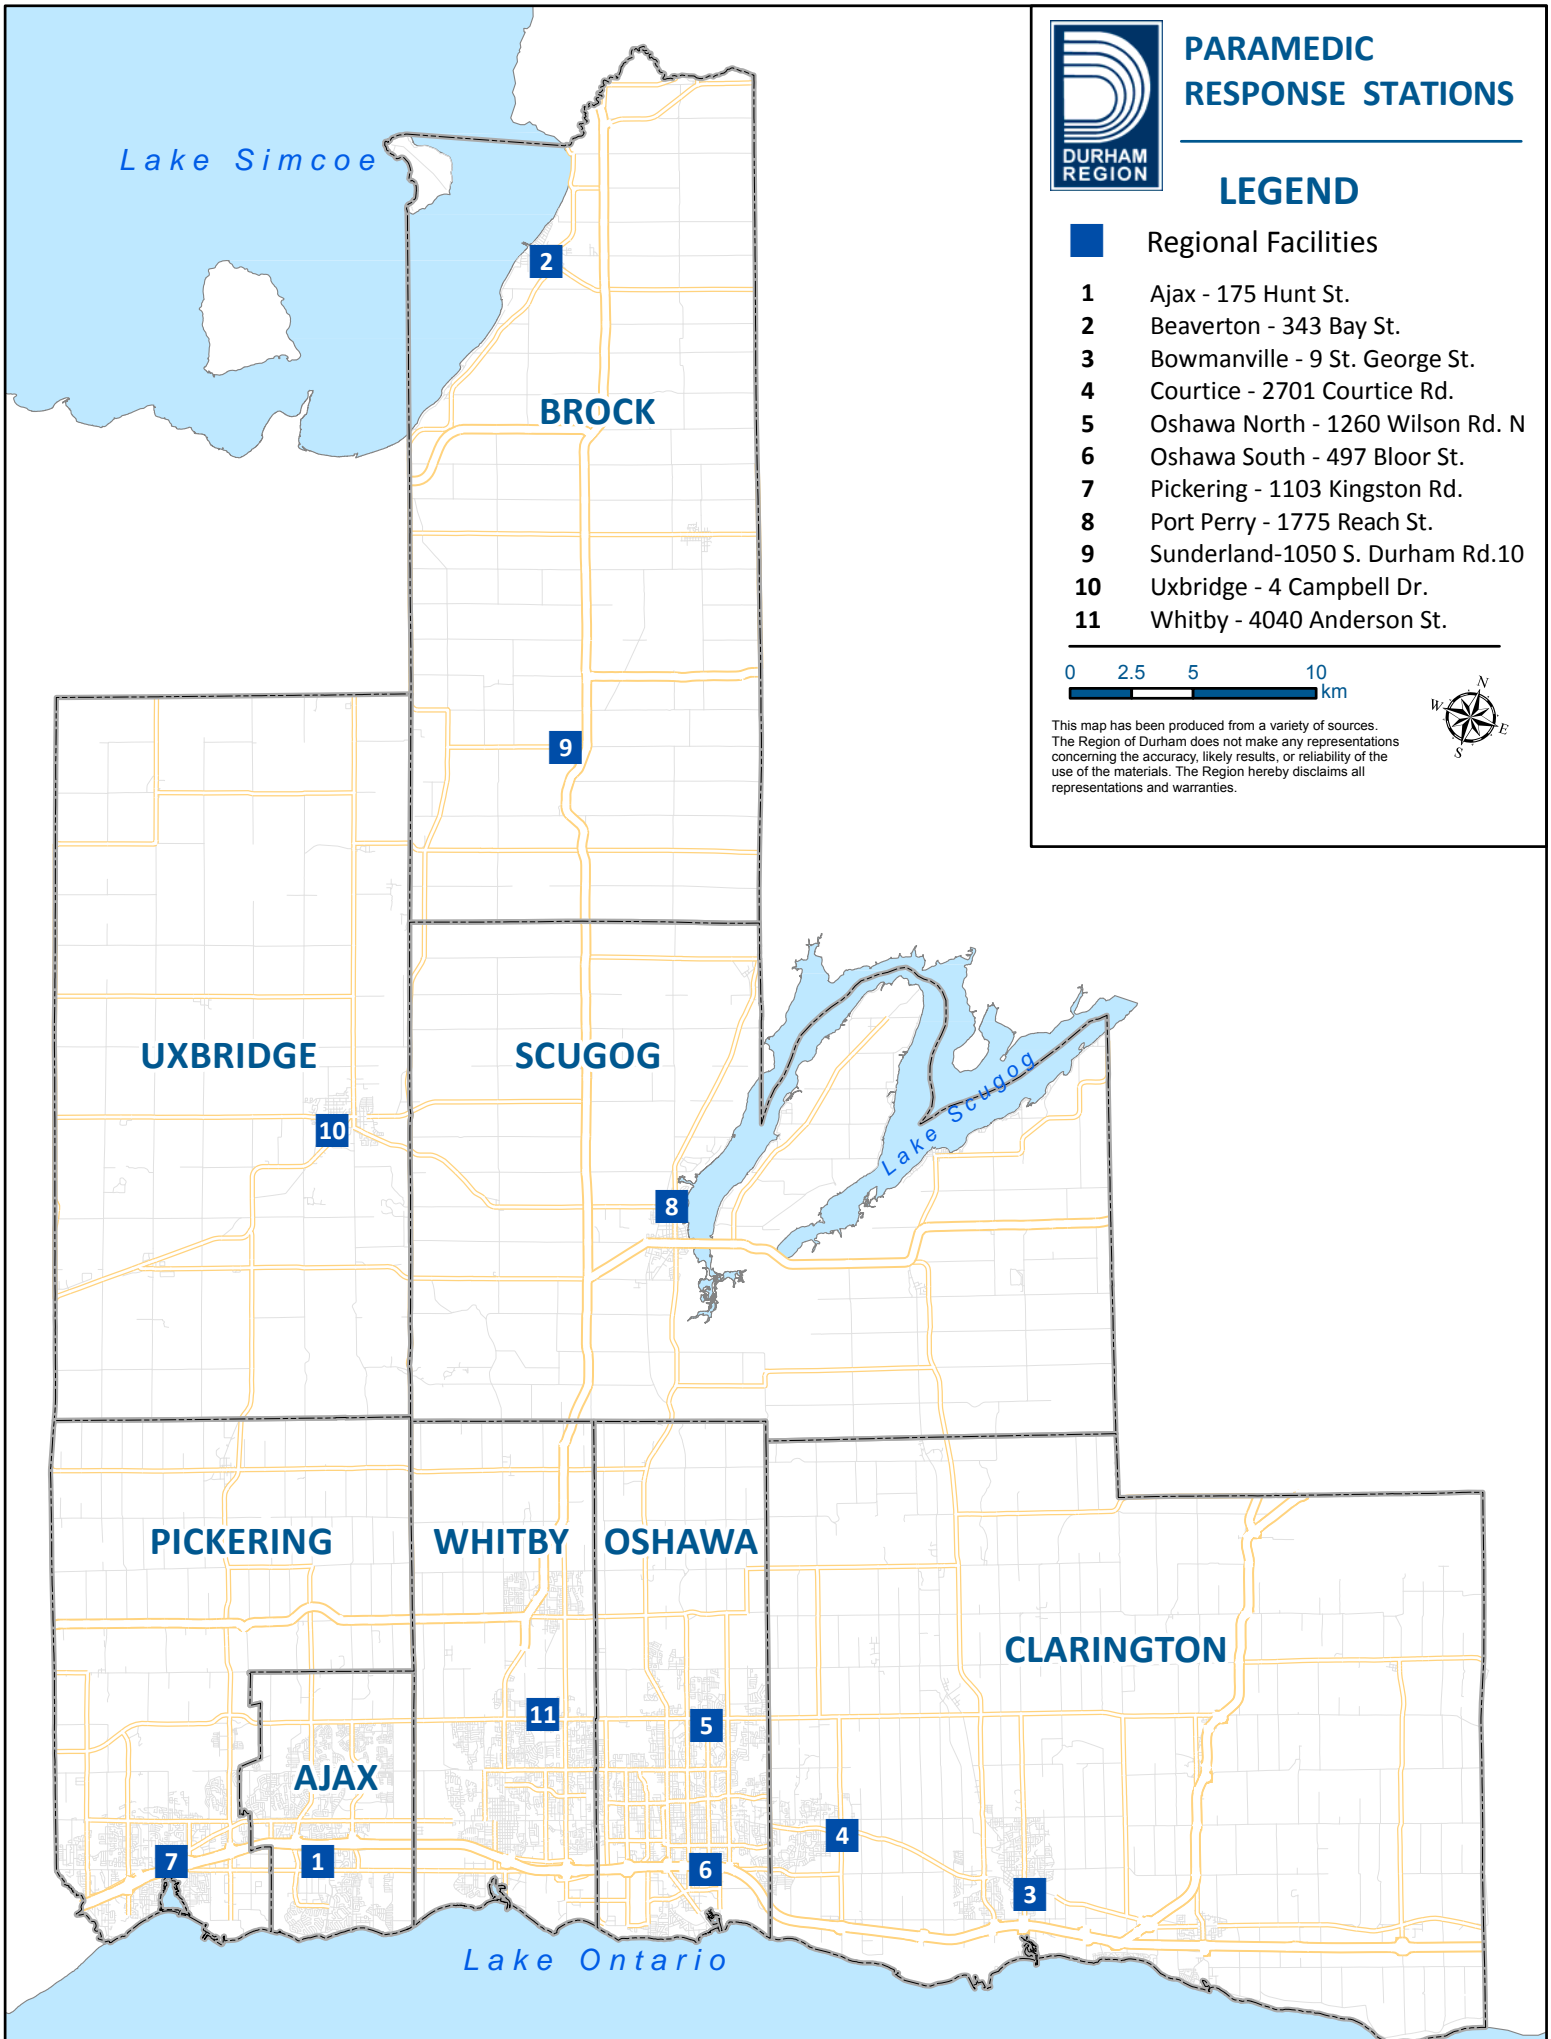 PARAMEDIC
RESPONSE STATIONS
DURHAM
REGION
LEGEND
Regional Facilities
1 Ajax - 175 Hunt St.
2 Beaverton - 343 Bay St.
3 Bowmanville - 9 St. George St.
4 Courtice - 2701 Courtice Rd.
5 Oshawa North - 1260 Wilson Rd. N
6 Oshawa South - 497 Bloor St.
7 Pickering - 1103 Kingston Rd.
8 Port Perry - 1775 Reach St.
9 Sunderland-1050 S. Durham Rd.10
10 Uxbridge - 4 Campbell Dr.
11 Whitby - 4040 Anderson St.
0 2.5 5 10
km
N
W
E
S
This map has been produced from a variety of sources.
The Region of Durham does not make any representations
concerning the accuracy, likely results, or reliability of the
use of the materials. The Region hereby disclaims all
representations and warranties.
Lake Simcoe
2
BROCK
9
UXBRIDGE
SCUGOG
Lake Scugog
10
8
PICKERING
WHITBY
OSHAWA
CLARINGTON
11
5
AJAX
4
7
1
6
3
Lake Ontario